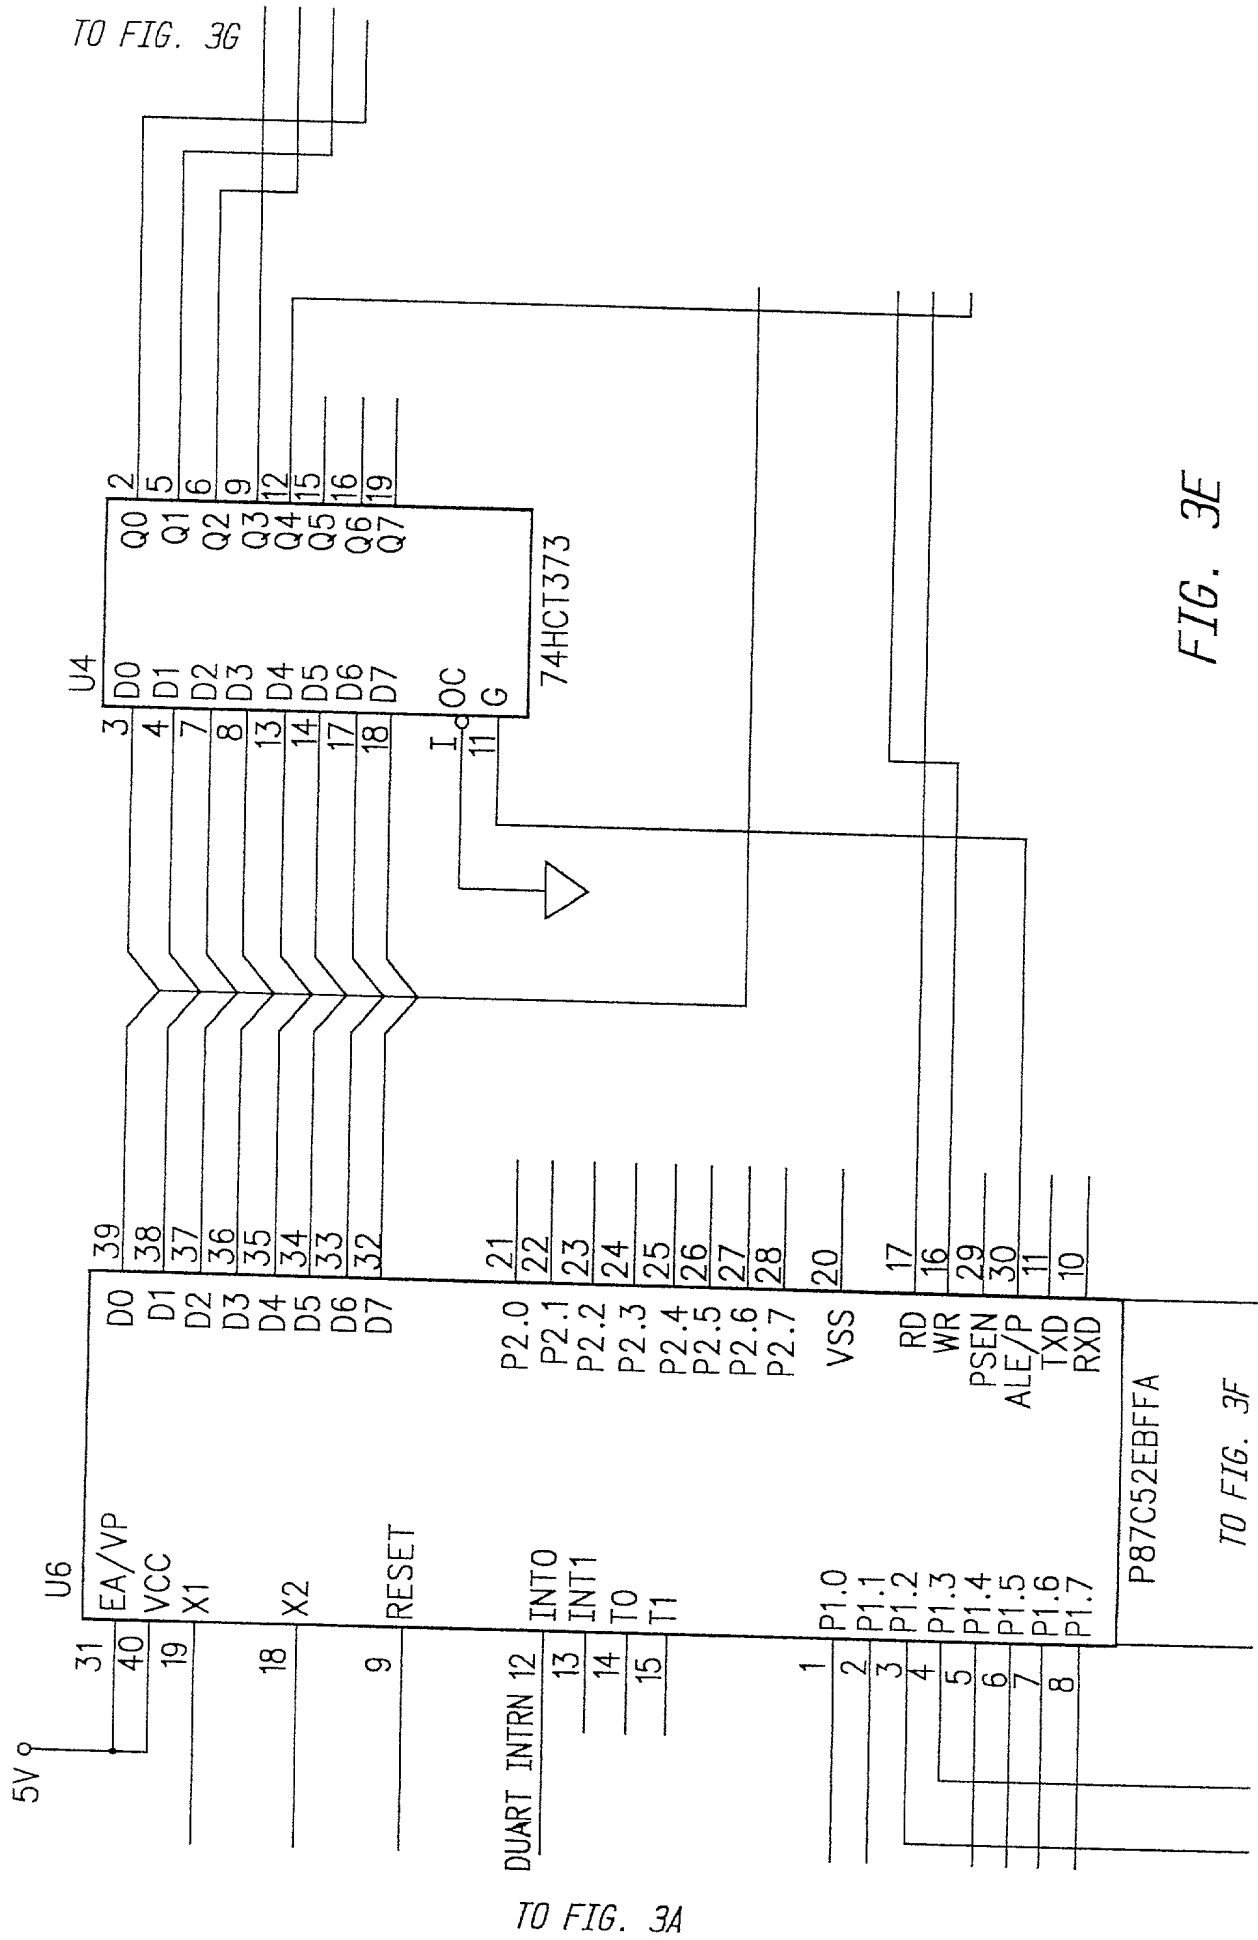 TO FIG. 3G
TO FIG. 3A
TO FIG. 3F
FIG. 3E
5V
U6
31 EA/VP
40 VCC
19 X1
18 X2
9 RESET
DUART INTRN 12 INT0
13 INT1
14 T0
15 T1
1 P1.0
2 P1.1
3 P1.2
4 P1.3
5 P1.4
6 P1.5
7 P1.6
8 P1.7
D0 39
D1 38
D2 37
D3 36
D4 35
D5 34
D6 33
D7 32
P2.0 21
P2.1 22
P2.2 23
P2.3 24
P2.4 25
P2.5 26
P2.6 27
P2.7 28
VSS 20
RD 17
WR 16
PSEN 29
ALE/P 30
TXD 11
RXD 10
P87C52EBFFA
U4
3 D0
4 D1
7 D2
8 D3
13 D4
14 D5
17 D6
18 D7
I OC
11 G
Q0 2
Q1 5
Q2 6
Q3 9
Q4 12
Q5 15
Q6 16
Q7 19
74HCT373